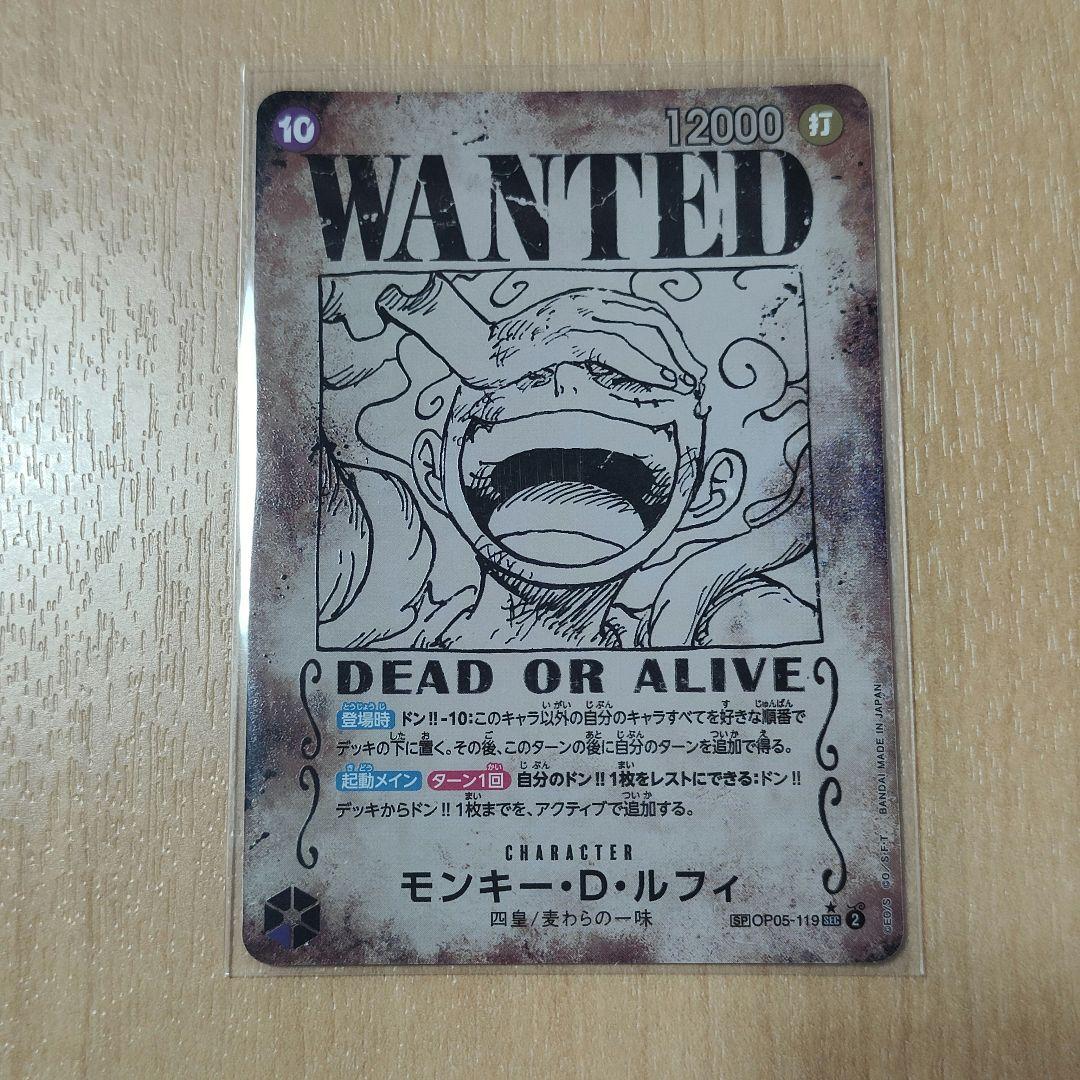 10 12000 打
WANTED
DEAD OR ALIVE
登場時 ドン!!-10:このキャラ以外の自分のキャラすべてを好きな順番で
デッキの下に置く。その後、このターンの後に自分のターンを追加で得る。
起動メイン ターン1回 自分のドン!!1枚をレストにできる:ドン!!
デッキからドン!!1枚までを、アクティブで追加する。
CHARACTER
モンキー・D・ルフィ
四皇/麦わらの一味
SP OP05-119 SEC ★ 2
©EO/S ©O/S.F.T. BANDAI MADE IN JAPAN